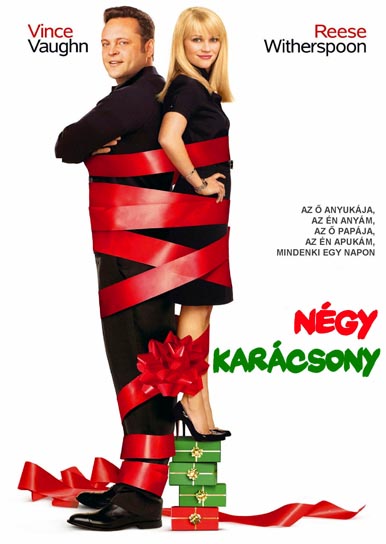 Vince
Vaughn
Reese
Witherspoon
AZ Ő ANYUKÁJA,
AZ ÉN ANYÁM,
AZ Ő PAPÁJA,
AZ ÉN APUKÁM,
MINDENKI EGY NAPON
NÉGY
KARÁCSONY